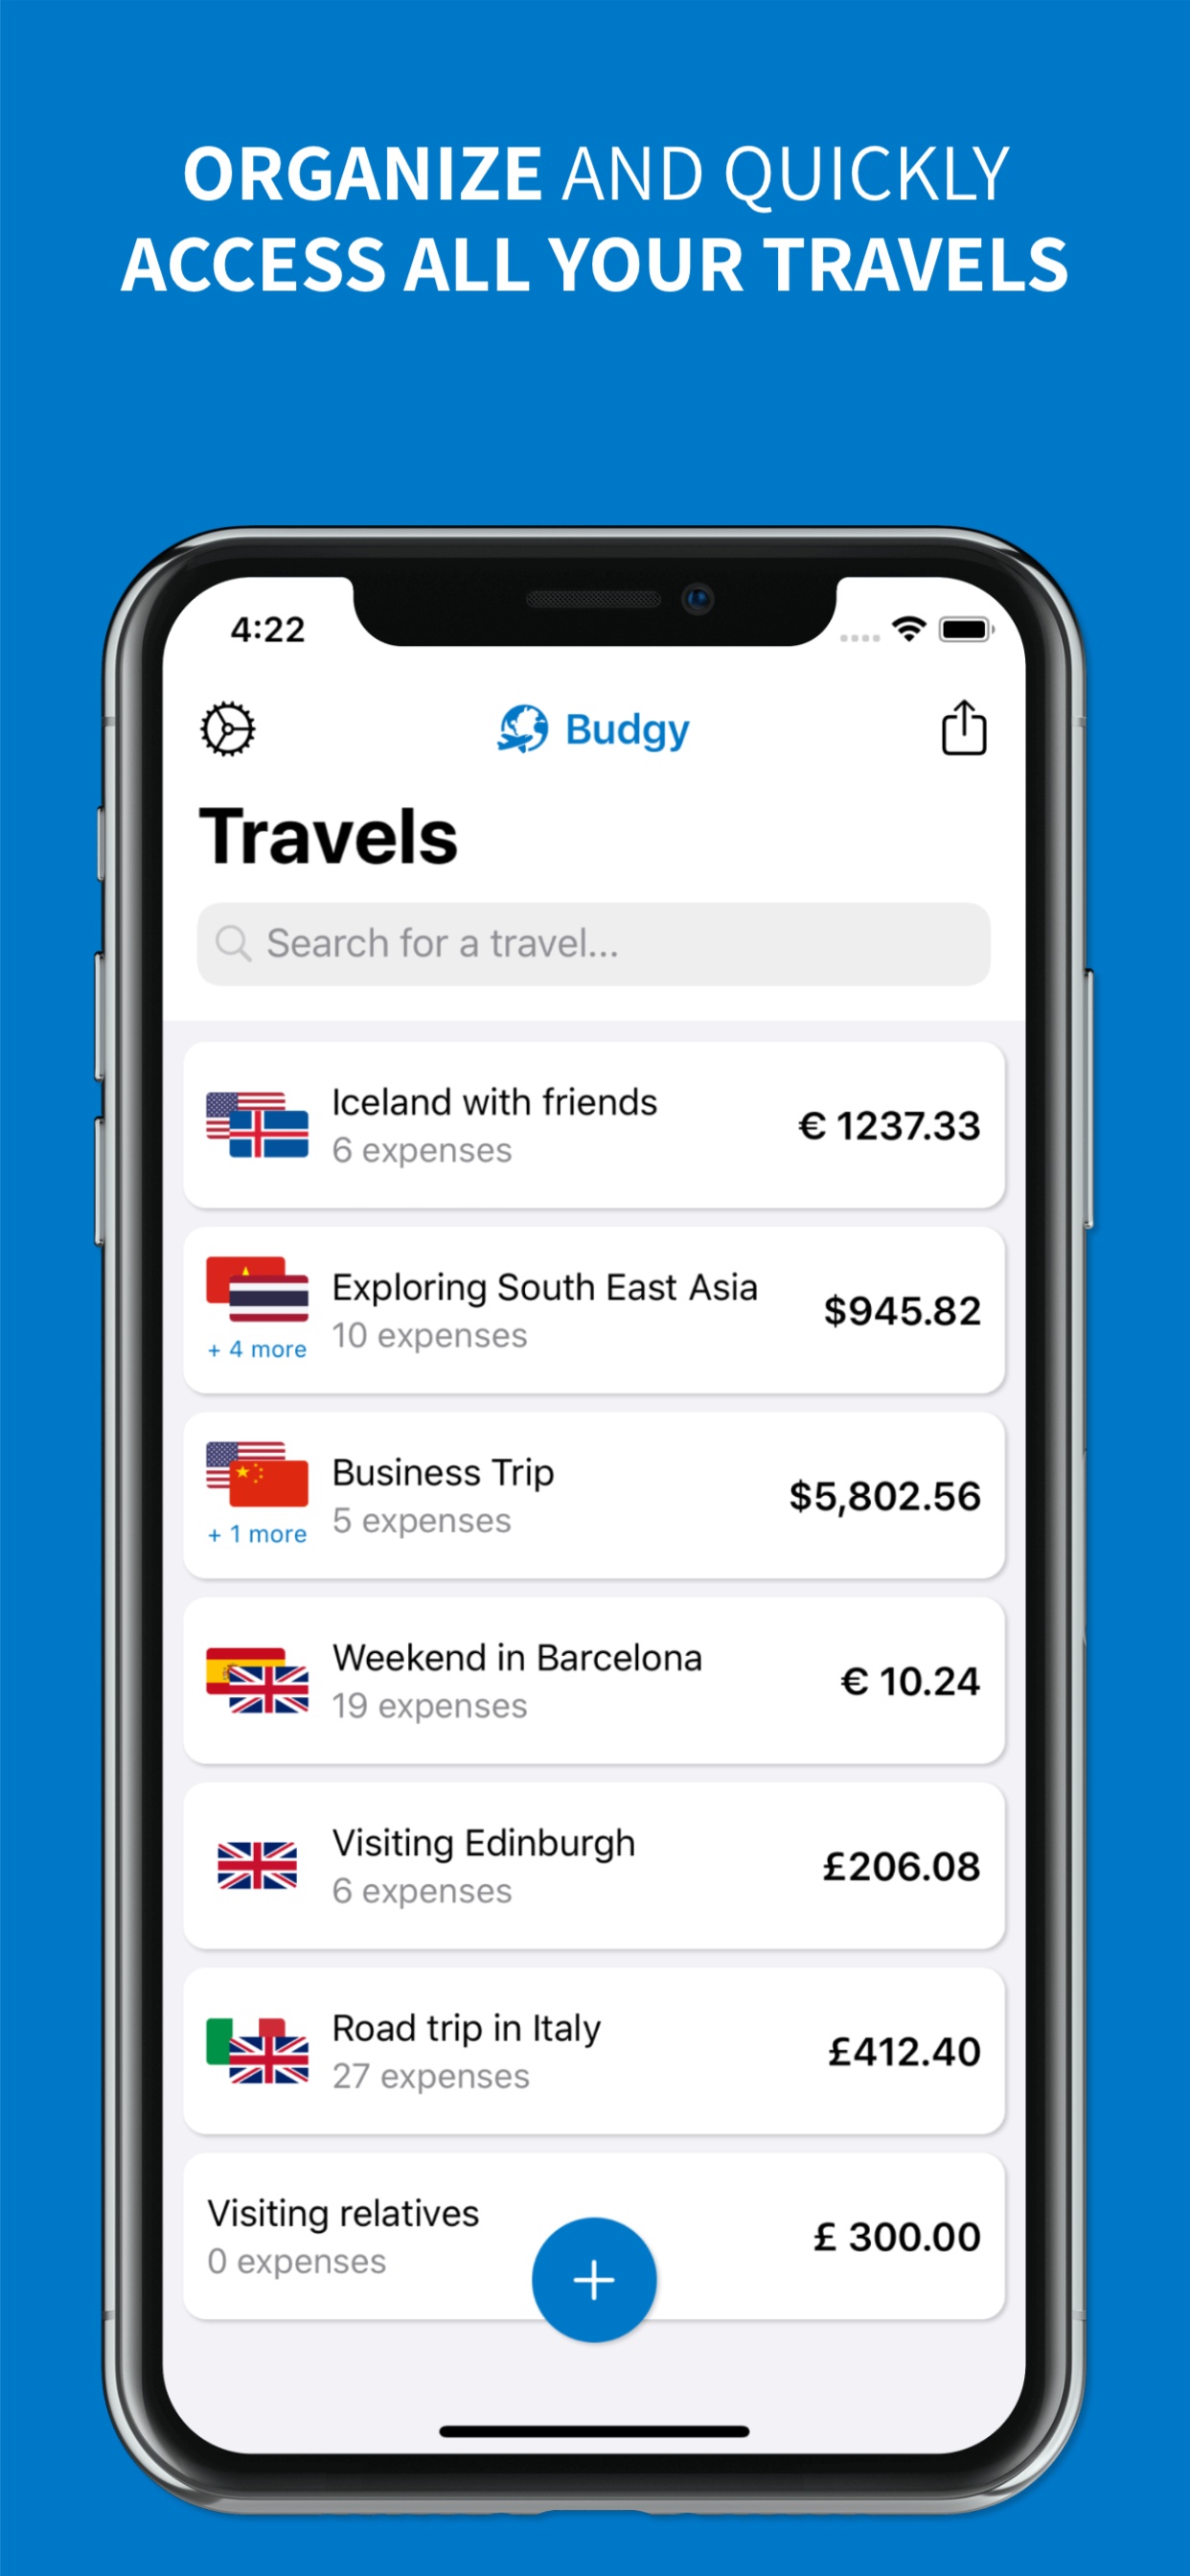 ORGANIZE AND QUICKLY
ACCESS ALL YOUR TRAVELS
4:22
Budgy
Travels
Search for a travel...
Iceland with friends
6 expenses
€ 1237.33
Exploring South East Asia
10 expenses
+ 4 more
$945.82
Business Trip
5 expenses
+ 1 more
$5,802.56
Weekend in Barcelona
19 expenses
€ 10.24
Visiting Edinburgh
6 expenses
£206.08
Road trip in Italy
27 expenses
£412.40
Visiting relatives
0 expenses
£ 300.00